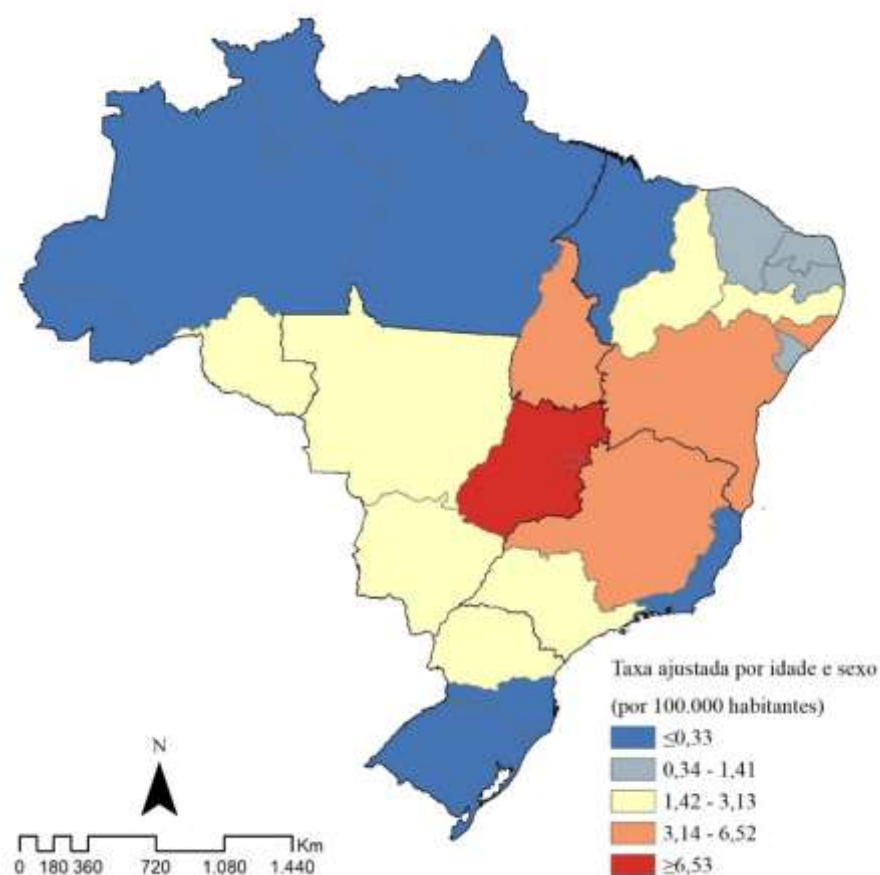 Taxa ajustada por idade e sexo
(por 100.000 habitantes)
≤0,33
0,34 - 1,41
1,42 - 3,13
3,14 - 6,52
≥6,53
N
Km
0 180 360 720 1.080 1.440